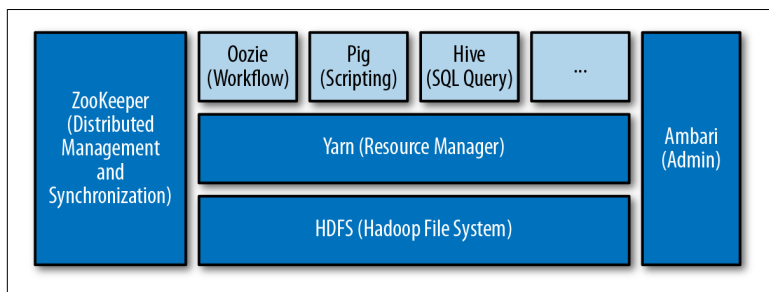 ZooKeeper
(Distributed
Management
and
Synchronization)
Oozie
(Workflow)
Pig
(Scripting)
Hive
(SQL Query)
...
Yarn (Resource Manager)
HDFS (Hadoop File System)
Ambari
(Admin)